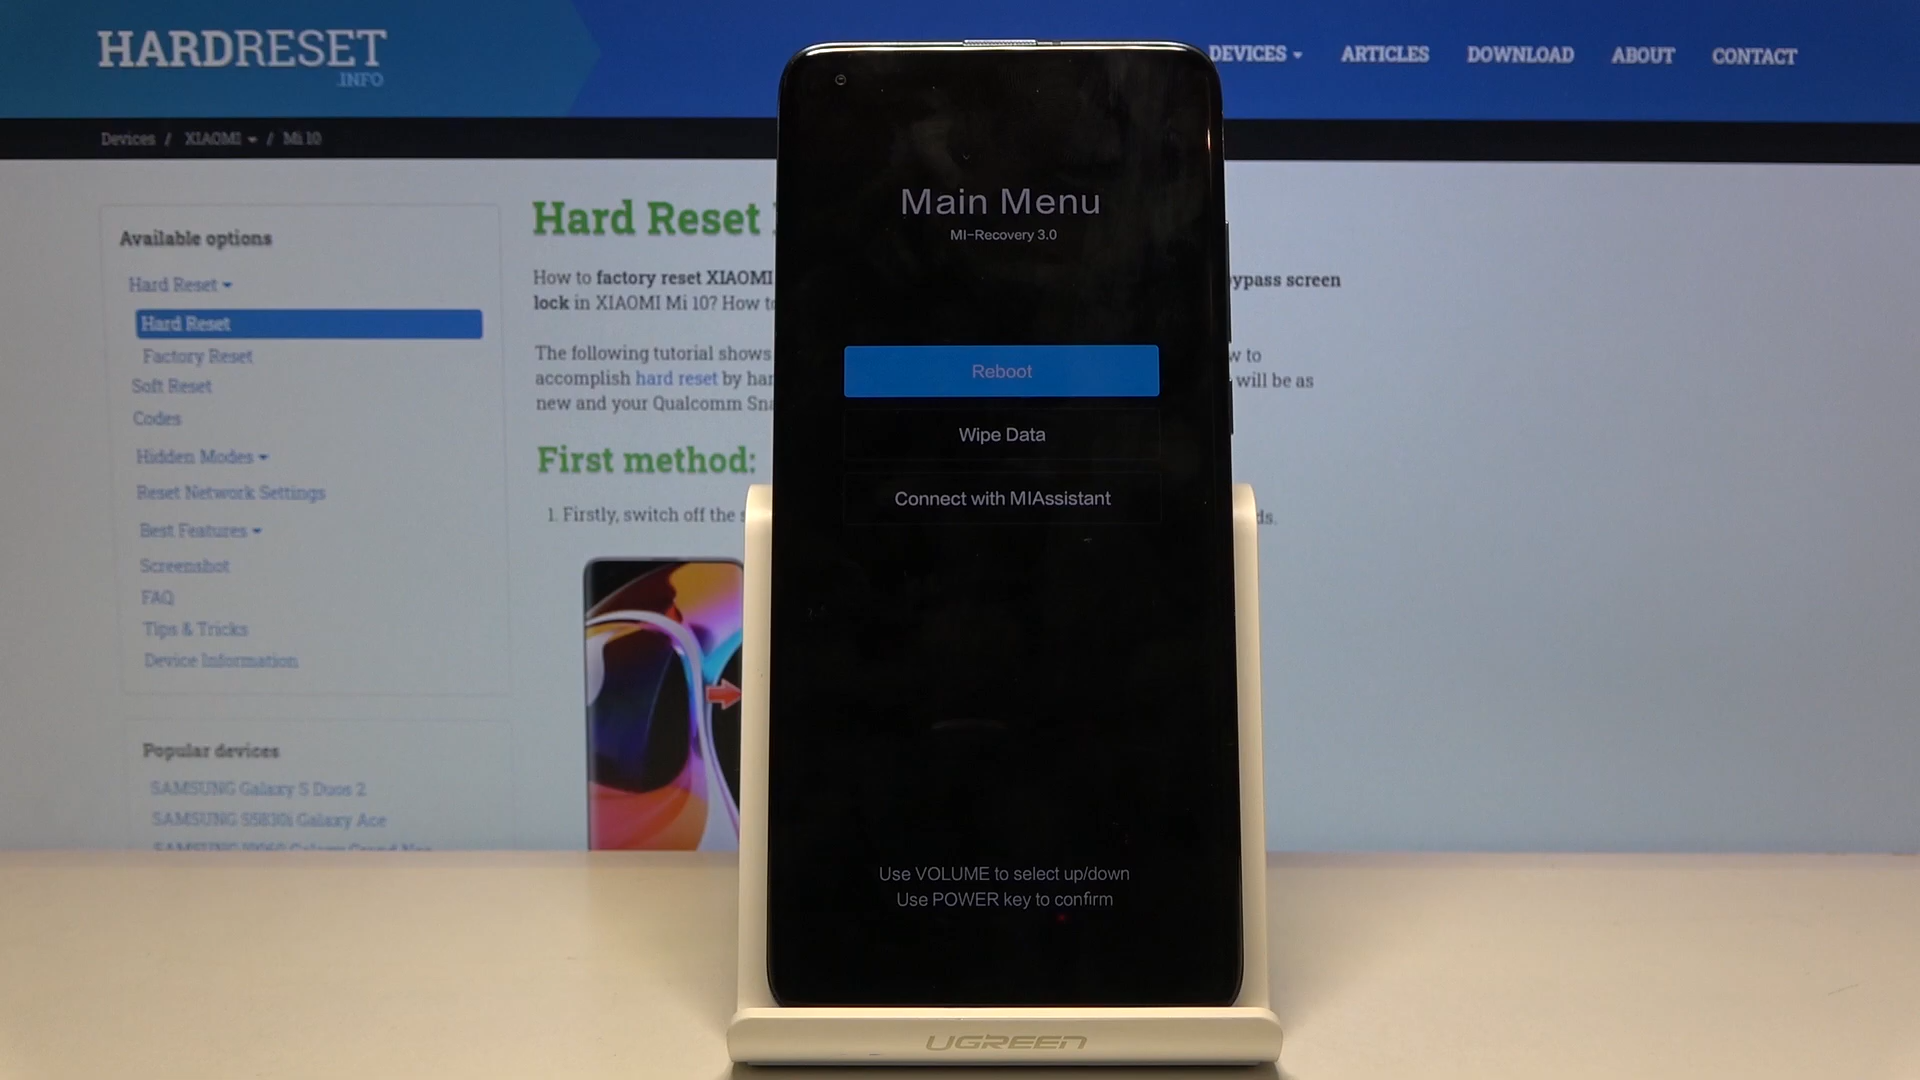 HARDRESET
.INFO
DEVICES
ARTICLES
DOWNLOAD
ABOUT
CONTACT
Devices / XIAOMI / Mi 10
Available options
Hard Reset
Hard Reset
Factory Reset
Soft Reset
Codes
Hidden Modes
Reset Network Settings
Best Features
Screenshot
FAQ
Tips & Tricks
Device Information
Popular devices
SAMSUNG Galaxy S Duos 2
SAMSUNG S5830i Galaxy Ace
Hard Reset
How to factory reset XIAOMI
ypass screen
lock in XIAOMI Mi 10? How to
The following tutorial shows
w to
accomplish hard reset by har
will be as
new and your Qualcomm Sna
First method:
1. Firstly, switch off the s
ds.
Main Menu
MI-Recovery 3.0
Reboot
Wipe Data
Connect with MIAssistant
Use VOLUME to select up/down
Use POWER key to confirm
UGREEN